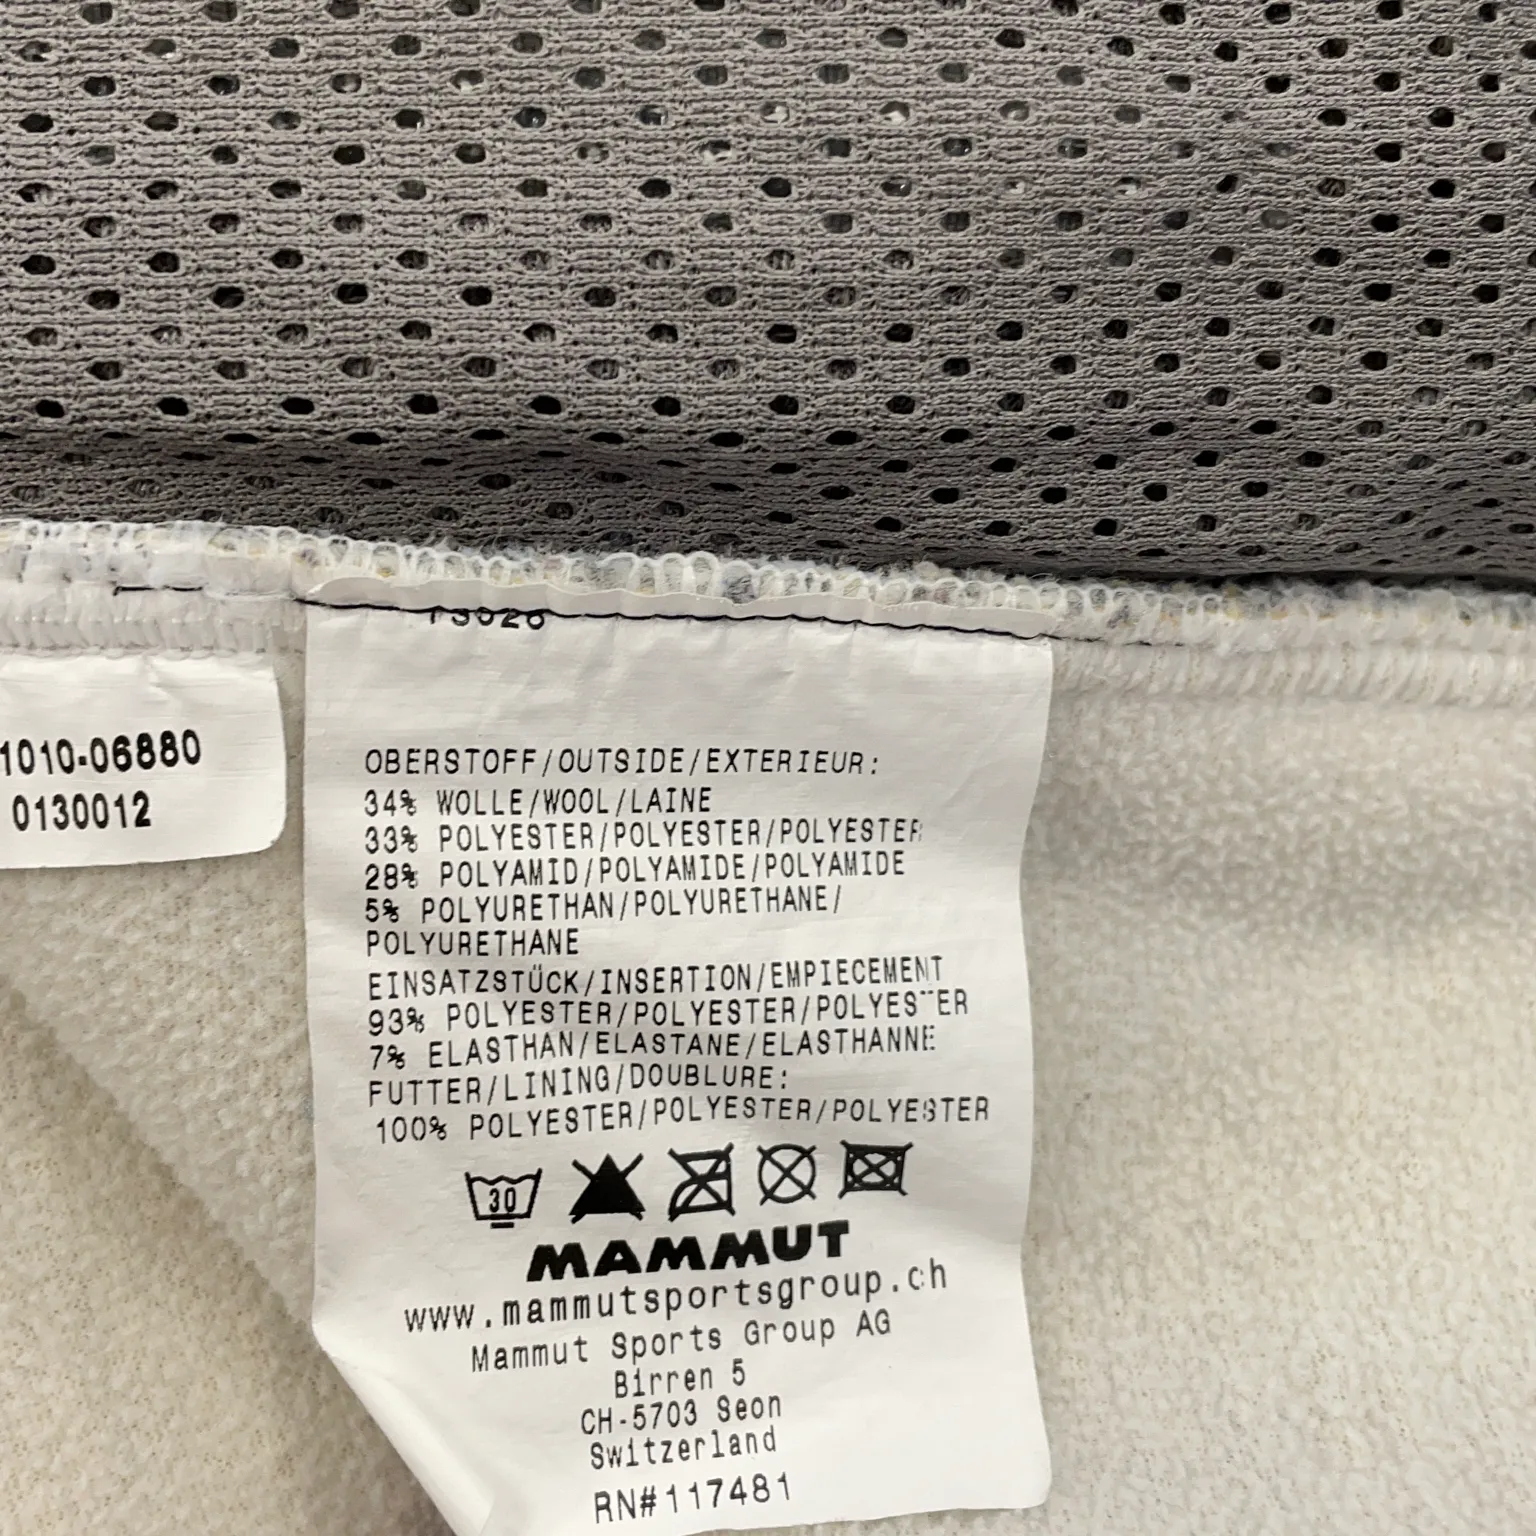 1010-06880
0130012
OBERSTOFF/OUTSIDE/EXTERIEUR:
34% WOLLE/WOOL/LAINE
33% POLYESTER/POLYESTER/POLYESTER
28% POLYAMID/POLYAMIDE/POLYAMIDE
5% POLYURETHAN/POLYURETHANE/
POLYURETHANE
EINSATZSTÜCK/INSERTION/EMPIECEMENT
93% POLYESTER/POLYESTER/POLYESTER
7% ELASTHAN/ELASTANE/ELASTHANNE
FUTTER/LINING/DOUBLURE:
100% POLYESTER/POLYESTER/POLYESTER
30
MAMMUT
www.mammutsportsgroup.ch
Mammut Sports Group AG
Birren 5
CH-5703 Seon
Switzerland
RN#117481